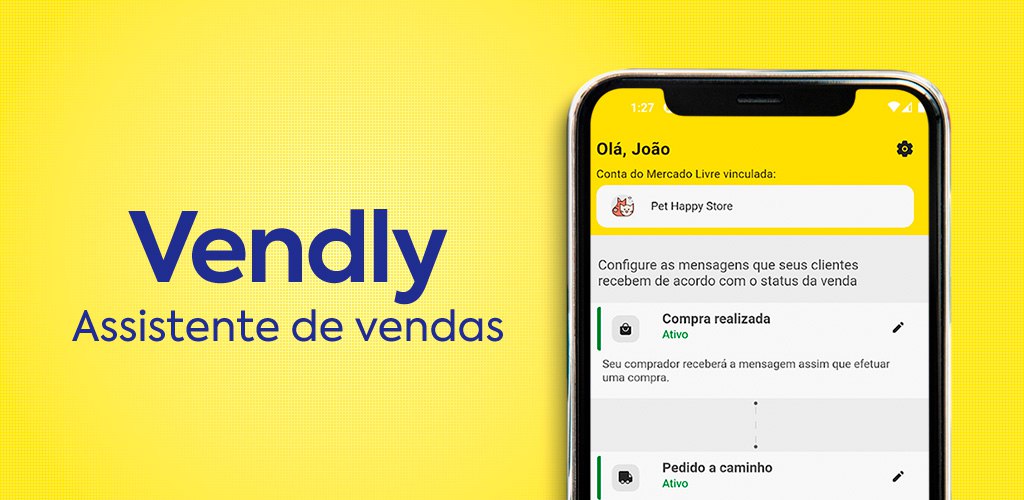 Vendly
Assistente de vendas
1:27
Olá, João
Conta do Mercado Livre vinculada:
Pet Happy Store
Configure as mensagens que seus clientes
recebem de acordo com o status da venda
Compra realizada
Ativo
Seu comprador receberá a mensagem assim que efetuar
uma compra.
Pedido a caminho
Ativo